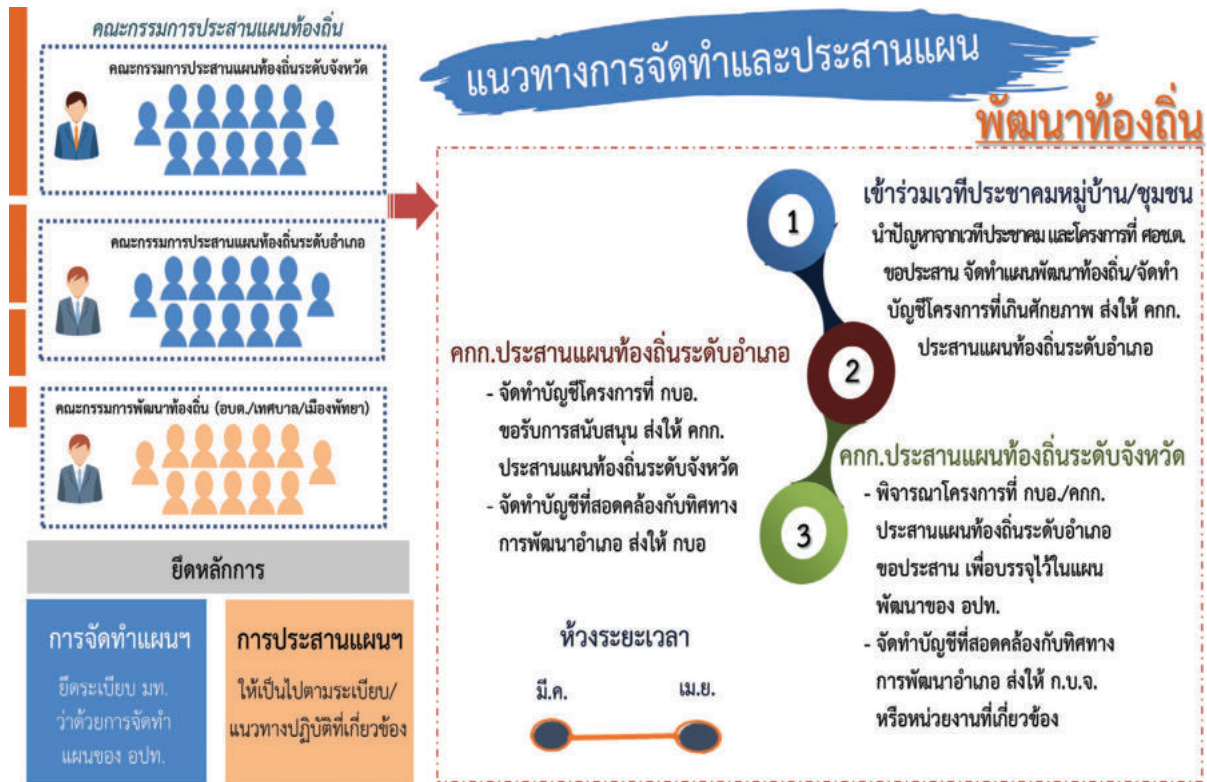 คณะกรรมการประสานแผนท้องถิ่น
คณะกรรมการประสานแผนท้องถิ่นระดับจังหวัด
คณะกรรมการประสานแผนท้องถิ่นระดับอำเภอ
คณะกรรมการพัฒนาท้องถิ่น (อบต./เทศบาล/เมืองพัทยา)
ยึดหลักการ
การจัดทำแผนฯ
ยึดระเบียบ มท.
ว่าด้วยการจัดทำ
แผนของ อปท.
การประสานแผนฯ
ให้เป็นไปตามระเบียบ/
แนวทางปฏิบัติที่เกี่ยวข้อง
แนวทางการจัดทำและประสานแผน
พัฒนาท้องถิ่น
1
เข้าร่วมเวทีประชาคมหมู่บ้าน/ชุมชน
นำปัญหาจากเวทีประชาคม และโครงการที่ ศอช.ต.
ขอประสาน จัดทำแผนพัฒนาท้องถิ่น/จัดทำ
บัญชีโครงการที่เกินศักยภาพ ส่งให้ คกก.
ประสานแผนท้องถิ่นระดับอำเภอ
2
คกก.ประสานแผนท้องถิ่นระดับอำเภอ
- จัดทำบัญชีโครงการที่ กบอ.
ขอรับการสนับสนุน ส่งให้ คกก.
ประสานแผนท้องถิ่นระดับจังหวัด
- จัดทำบัญชีที่สอดคล้องกับทิศทาง
การพัฒนาอำเภอ ส่งให้ กบอ
3
คกก.ประสานแผนท้องถิ่นระดับจังหวัด
- พิจารณาโครงการที่ กบอ./คกก.
ประสานแผนท้องถิ่นระดับอำเภอ
ขอประสาน เพื่อบรรจุไว้ในแผน
พัฒนาของ อปท.
- จัดทำบัญชีที่สอดคล้องกับทิศทาง
การพัฒนาอำเภอ ส่งให้ ก.บ.จ.
หรือหน่วยงานที่เกี่ยวข้อง
ห้วงระยะเวลา
มี.ค.
เม.ย.